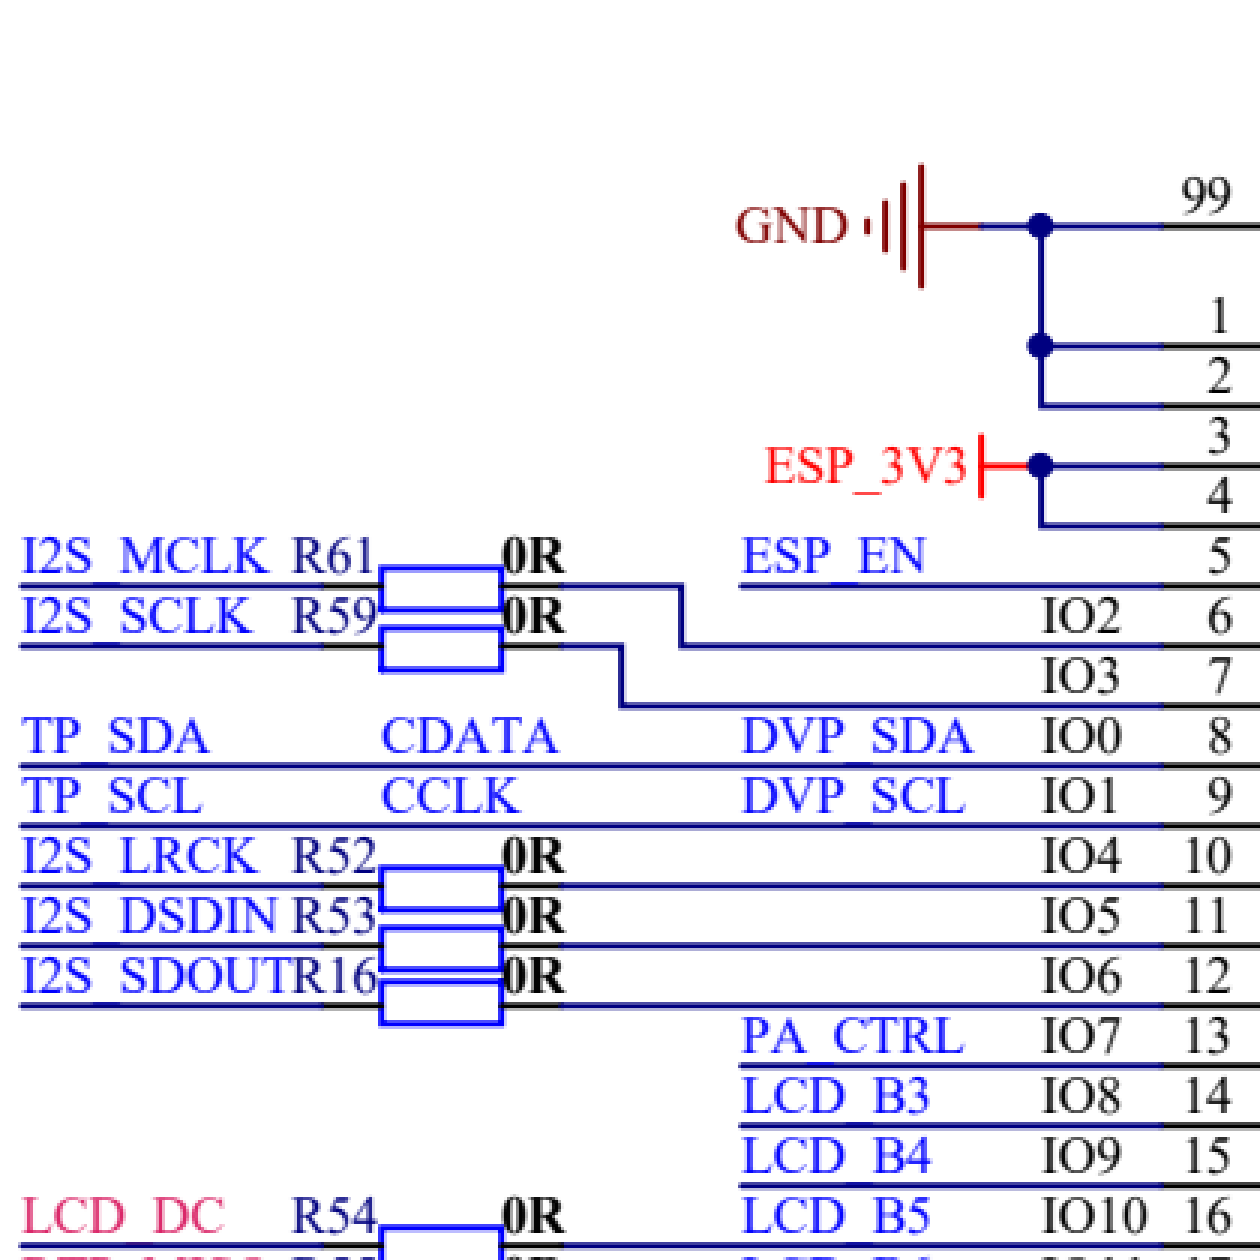 GND 99
1
2
ESP_3V3 3
4
I2S_MCLK R61 0R ESP_EN 5
I2S_SCLK R59 0R IO2 6
IO3 7
TP_SDA CDATA DVP_SDA IO0 8
TP_SCL CCLK DVP_SCL IO1 9
I2S_LRCK R52 0R IO4 10
I2S_DSDIN R53 0R IO5 11
I2S_SDOUT R16 0R IO6 12
PA_CTRL IO7 13
LCD_B3 IO8 14
LCD_B4 IO9 15
LCD_DC R54 0R LCD_B5 IO10 16